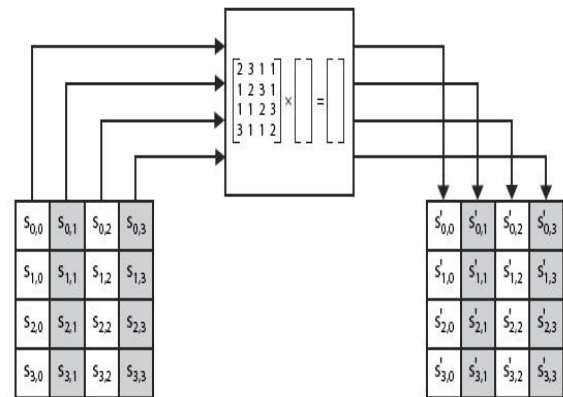 2 3 1 1
1 2 3 1
1 1 2 3
3 1 1 2
× =
S0,0 S0,1 S0,2 S0,3
S1,0 S1,1 S1,2 S1,3
S2,0 S2,1 S2,2 S2,3
S3,0 S3,1 S3,2 S3,3
S'0,0 S'0,1 S'0,2 S'0,3
S'1,0 S'1,1 S'1,2 S'1,3
S'2,0 S'2,1 S'2,2 S'2,3
S'3,0 S'3,1 S'3,2 S'3,3